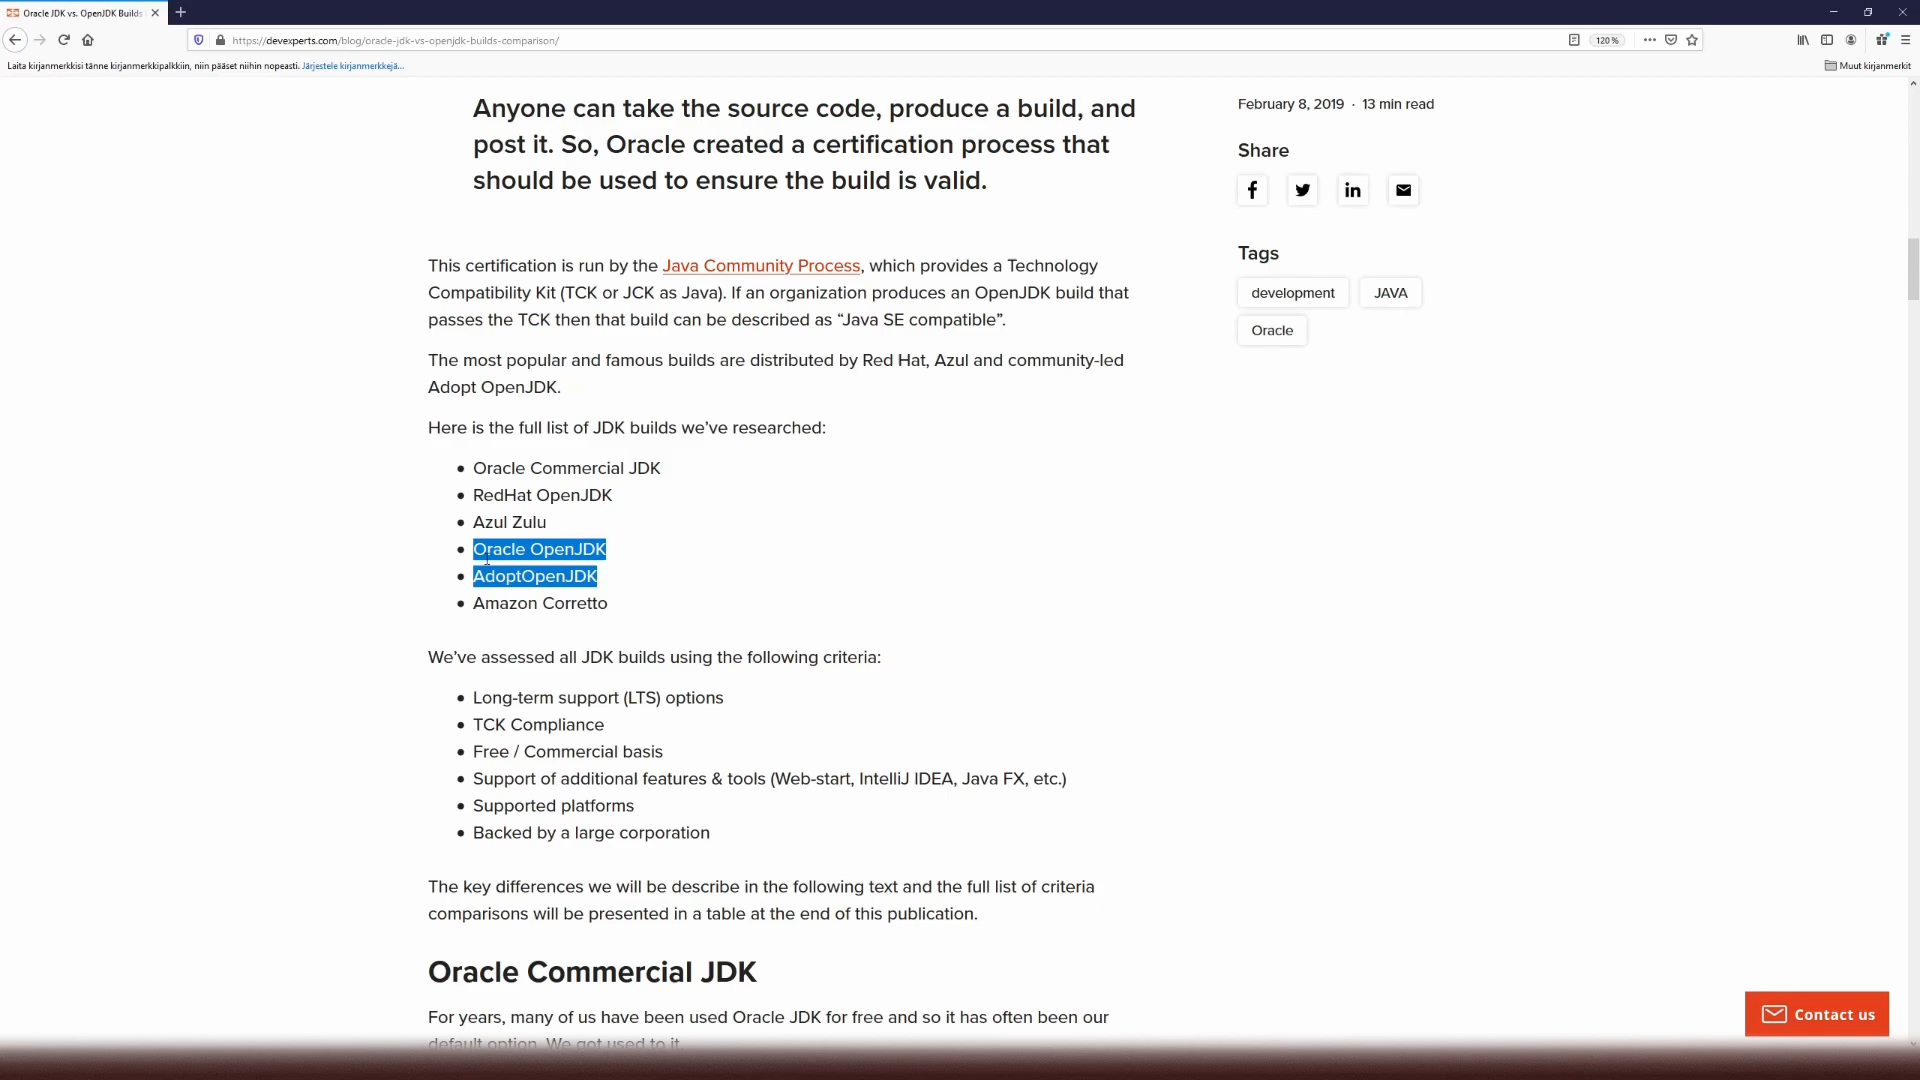 Oracle JDK vs. OpenJDK Builds
https://devexperts.com/blog/oracle-jdk-vs-openjdk-builds-comparison/
120 %
Laita kirjanmerkkisi tänne kirjanmerkkipalkkiin, niin pääset niihin nopeasti. Järjestele kirjanmerkkejä...
Muut kirjanmerkit
Anyone can take the source code, produce a build, and
post it. So, Oracle created a certification process that
should be used to ensure the build is valid.
February 8, 2019 · 13 min read
Share
Tags
development
JAVA
Oracle
This certification is run by the Java Community Process, which provides a Technology
Compatibility Kit (TCK or JCK as Java). If an organization produces an OpenJDK build that
passes the TCK then that build can be described as “Java SE compatible”.
The most popular and famous builds are distributed by Red Hat, Azul and community-led
Adopt OpenJDK.
Here is the full list of JDK builds we’ve researched:
• Oracle Commercial JDK
• RedHat OpenJDK
• Azul Zulu
• Oracle OpenJDK
• AdoptOpenJDK
• Amazon Corretto
We’ve assessed all JDK builds using the following criteria:
• Long-term support (LTS) options
• TCK Compliance
• Free / Commercial basis
• Support of additional features & tools (Web-start, IntelliJ IDEA, Java FX, etc.)
• Supported platforms
• Backed by a large corporation
The key differences we will be describe in the following text and the full list of criteria
comparisons will be presented in a table at the end of this publication.
Oracle Commercial JDK
For years, many of us have been used Oracle JDK for free and so it has often been our
default option. We got used to it.
Contact us